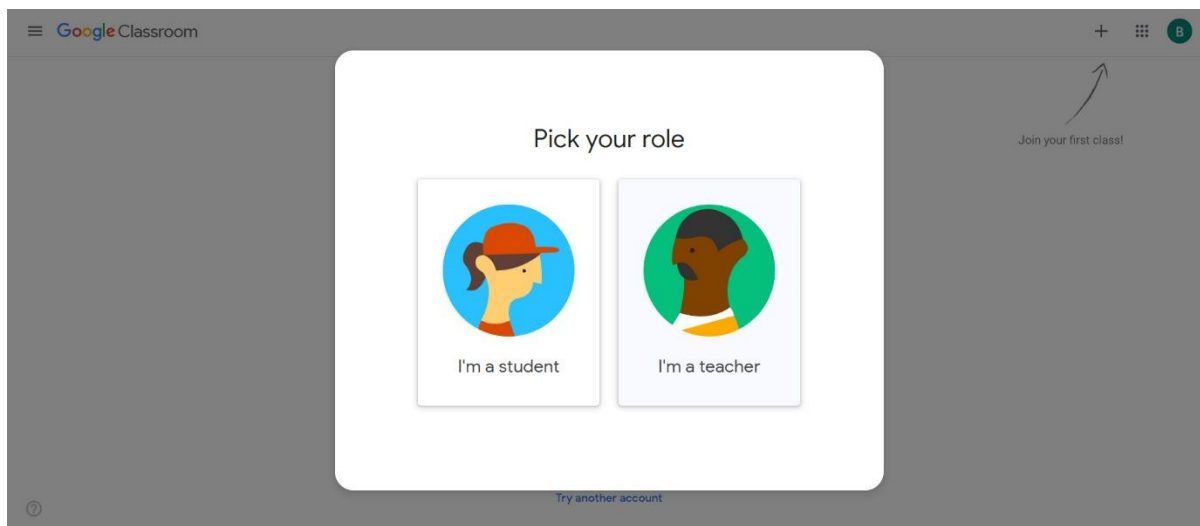 Google Classroom
B
Join your first class!
Pick your role
I'm a student
I'm a teacher
Try another account
?